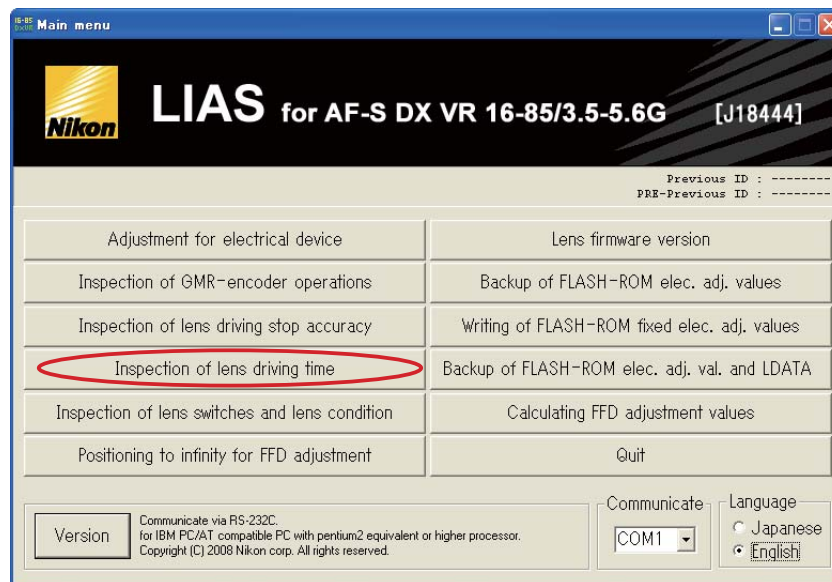 Main menu
Nikon
LIAS for AF-S DX VR 16-85/3.5-5.6G [J18444]
Previous ID : --------
PRE-Previous ID : --------
Adjustment for electrical device
Lens firmware version
Inspection of GMR-encoder operations
Backup of FLASH-ROM elec. adj. values
Inspection of lens driving stop accuracy
Writing of FLASH-ROM fixed elec. adj. values
Inspection of lens driving time
Backup of FLASH-ROM elec. adj. val. and LDATA
Inspection of lens switches and lens condition
Calculating FFD adjustment values
Positioning to infinity for FFD adjustment
Quit
Version
Communicate via RS-232C.
for IBM PC/AT compatible PC with pentium2 equivalent or higher processor.
Copyright (C) 2008 Nikon corp. All rights reserved.
Communicate
COM1
Language
Japanese
English